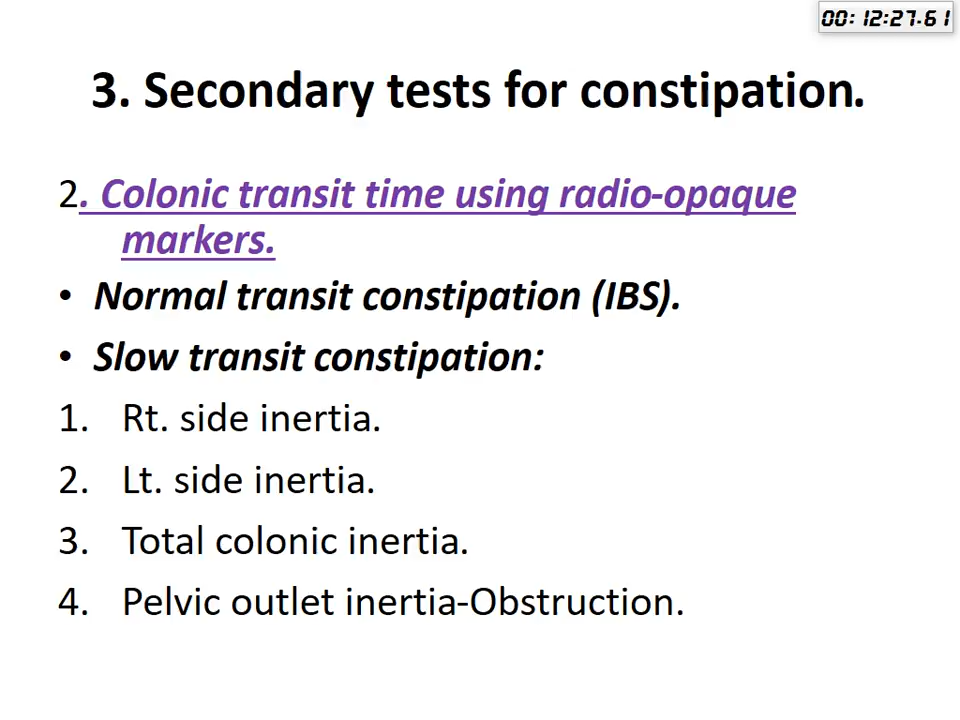 00:12:27.61
3. Secondary tests for constipation.
2. Colonic transit time using radio-opaque
markers.
• Normal transit constipation (IBS).
• Slow transit constipation:
1. Rt. side inertia.
2. Lt. side inertia.
3. Total colonic inertia.
4. Pelvic outlet inertia-Obstruction.